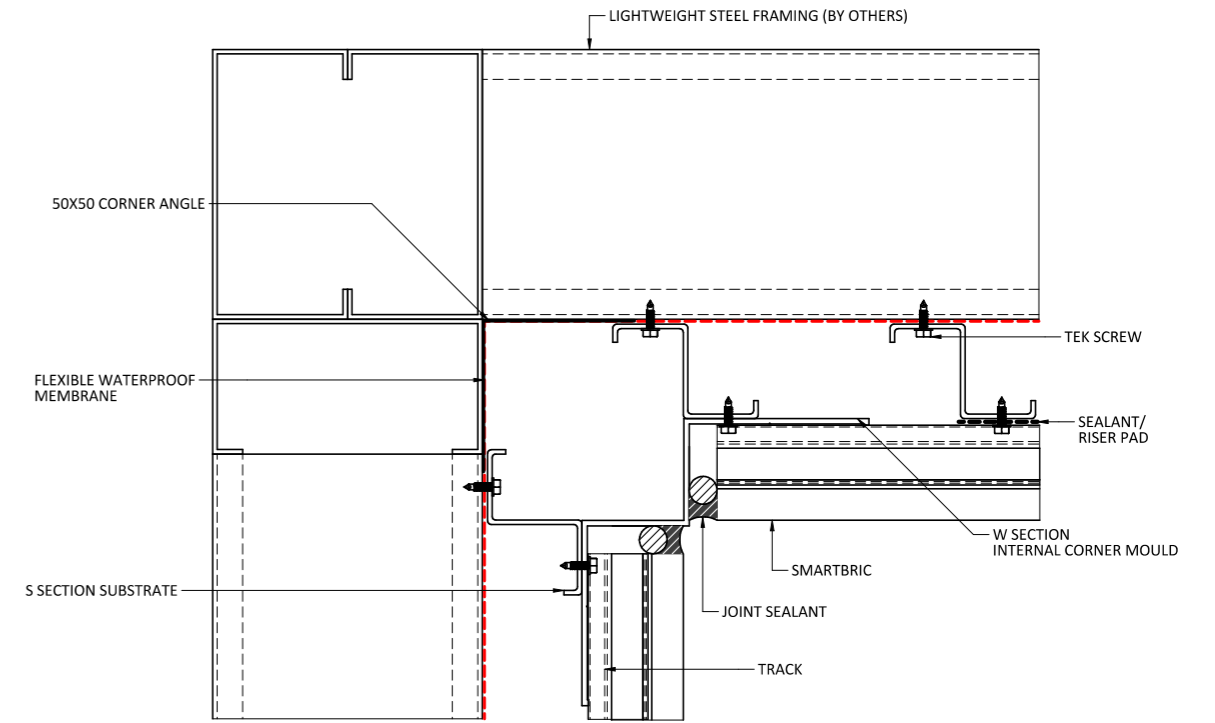 LIGHTWEIGHT STEEL FRAMING (BY OTHERS)
50X50 CORNER ANGLE
TEK SCREW
FLEXIBLE WATERPROOF
MEMBRANE
SEALANT/
RISER PAD
W SECTION
INTERNAL CORNER MOULD
SMARTBRIC
S SECTION SUBSTRATE
JOINT SEALANT
TRACK